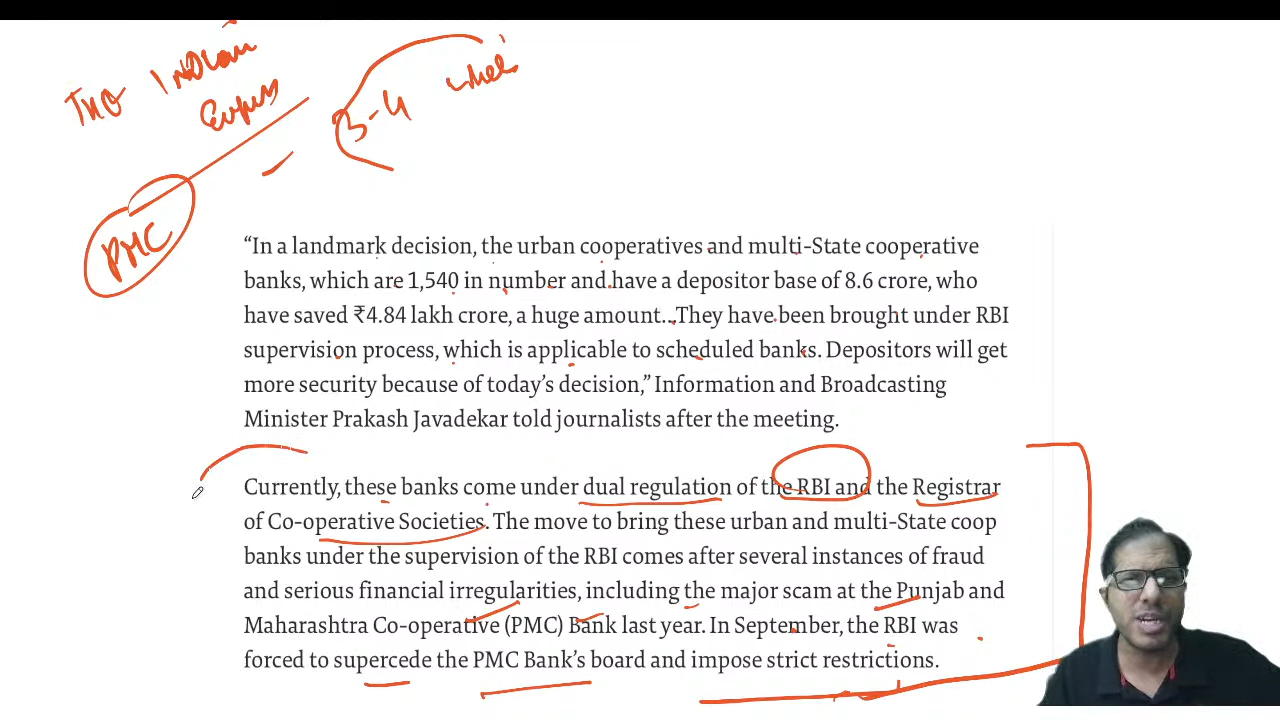 The Indian
Express
3-4
PMC
“In a landmark decision, the urban cooperatives and multi-State cooperative
banks, which are 1,540 in number and have a depositor base of 8.6 crore, who
have saved ₹4.84 lakh crore, a huge amount...They have been brought under RBI
supervision process, which is applicable to scheduled banks. Depositors will get
more security because of today’s decision,” Information and Broadcasting
Minister Prakash Javadekar told journalists after the meeting.
Currently, these banks come under dual regulation of the RBI and the Registrar
of Co-operative Societies. The move to bring these urban and multi-State coop
banks under the supervision of the RBI comes after several instances of fraud
and serious financial irregularities, including the major scam at the Punjab and
Maharashtra Co-operative (PMC) Bank last year. In September, the RBI was
forced to supercede the PMC Bank’s board and impose strict restrictions.